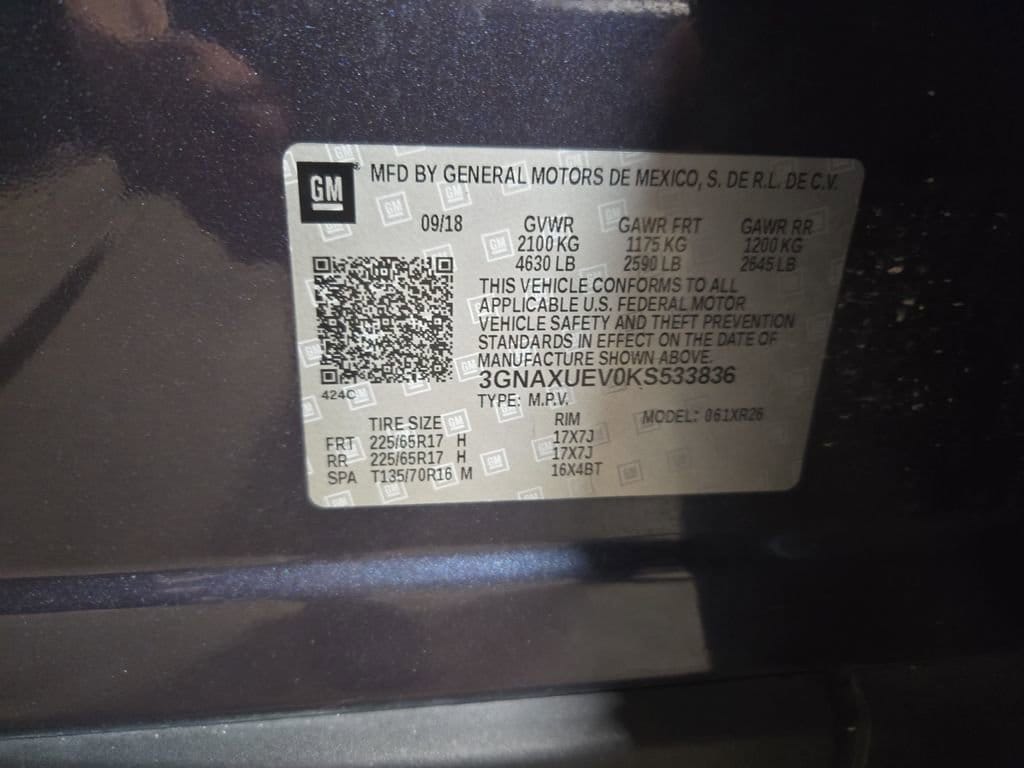 GM
MFD BY GENERAL MOTORS DE MEXICO, S. DE R.L. DE C.V.
09/18 GVWR GAWR FRT GAWR RR
2100 KG 1175 KG 1200 KG
4630 LB 2590 LB 2645 LB
THIS VEHICLE CONFORMS TO ALL
APPLICABLE U.S. FEDERAL MOTOR
VEHICLE SAFETY AND THEFT PREVENTION
STANDARDS IN EFFECT ON THE DATE OF
MANUFACTURE SHOWN ABOVE.
3GNAXUEV0KS533836
424C
TYPE: M.P.V.
TIRE SIZE RIM MODEL: 061XR26
FRT 225/65R17 H 17X7J
RR 225/65R17 H 17X7J
SPA T135/70R16 M 16X4BT